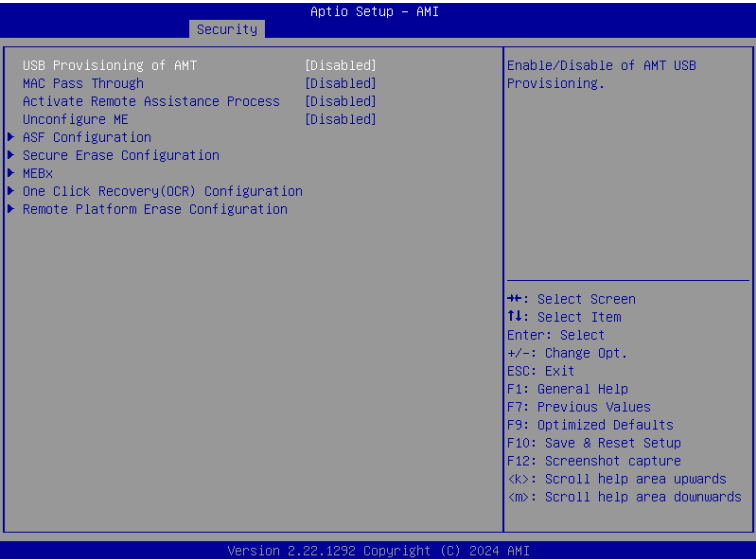 Aptio Setup – AMI
Security
USB Provisioning of AMT [Disabled]
MAC Pass Through [Disabled]
Activate Remote Assistance Process [Disabled]
Unconfigure ME [Disabled]
ASF Configuration
Secure Erase Configuration
MEBx
One Click Recovery(OCR) Configuration
Remote Platform Erase Configuration
Enable/Disable of AMT USB
Provisioning.
→←: Select Screen
↑↓: Select Item
Enter: Select
+/-: Change Opt.
ESC: Exit
F1: General Help
F7: Previous Values
F9: Optimized Defaults
F10: Save & Reset Setup
F12: Screenshot capture
<k>: Scroll help area upwards
<m>: Scroll help area downwards
Version 2.22.1292 Copyright (C) 2024 AMI